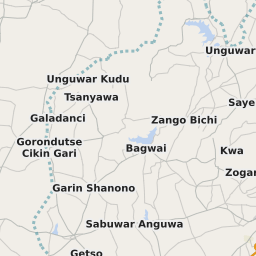 Unguwar
Unguwar Kudu
Tsanyawa
Saye
Galadanci
Zango Bichi
Gorondutse
Cikin Gari
Bagwai
Kwa
Zogar
Garin Shanono
Sabuwar Anguwa
Getso